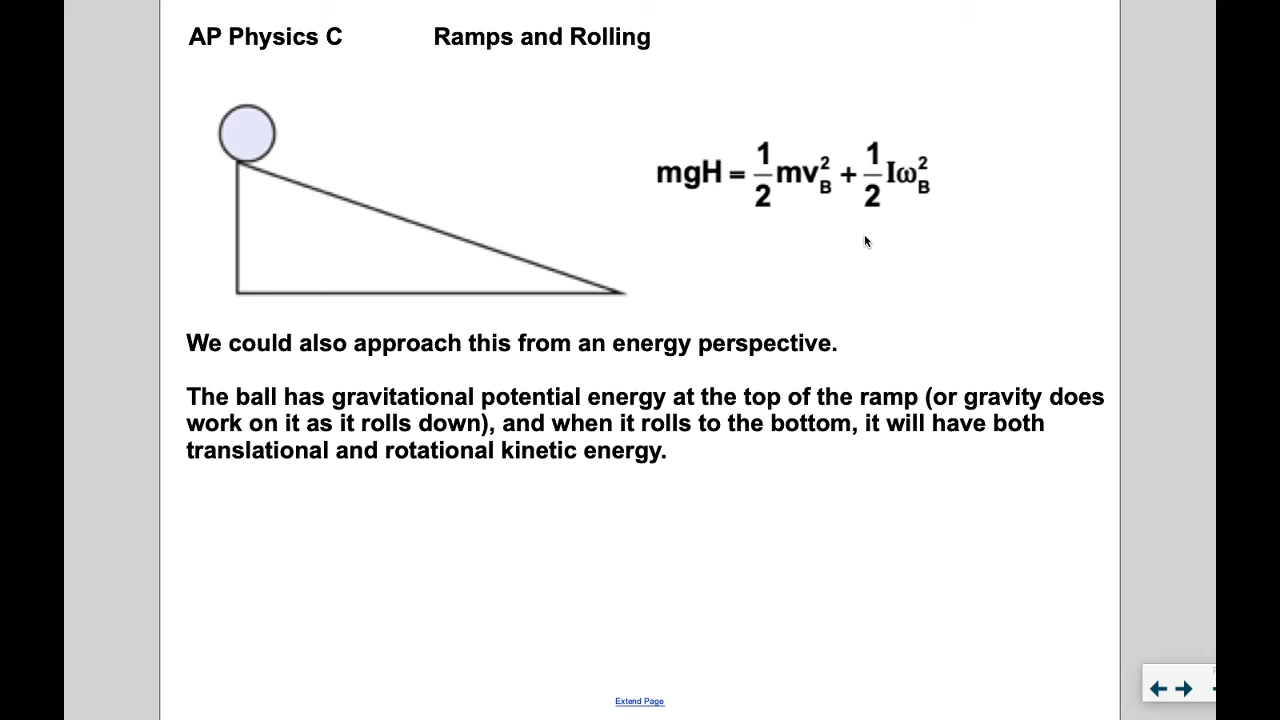 AP Physics C Ramps and Rolling
mgH = 1/2 mv_B^2 + 1/2 Iω_B^2
We could also approach this from an energy perspective.
The ball has gravitational potential energy at the top of the ramp (or gravity does
work on it as it rolls down), and when it rolls to the bottom, it will have both
translational and rotational kinetic energy.
Extend Page